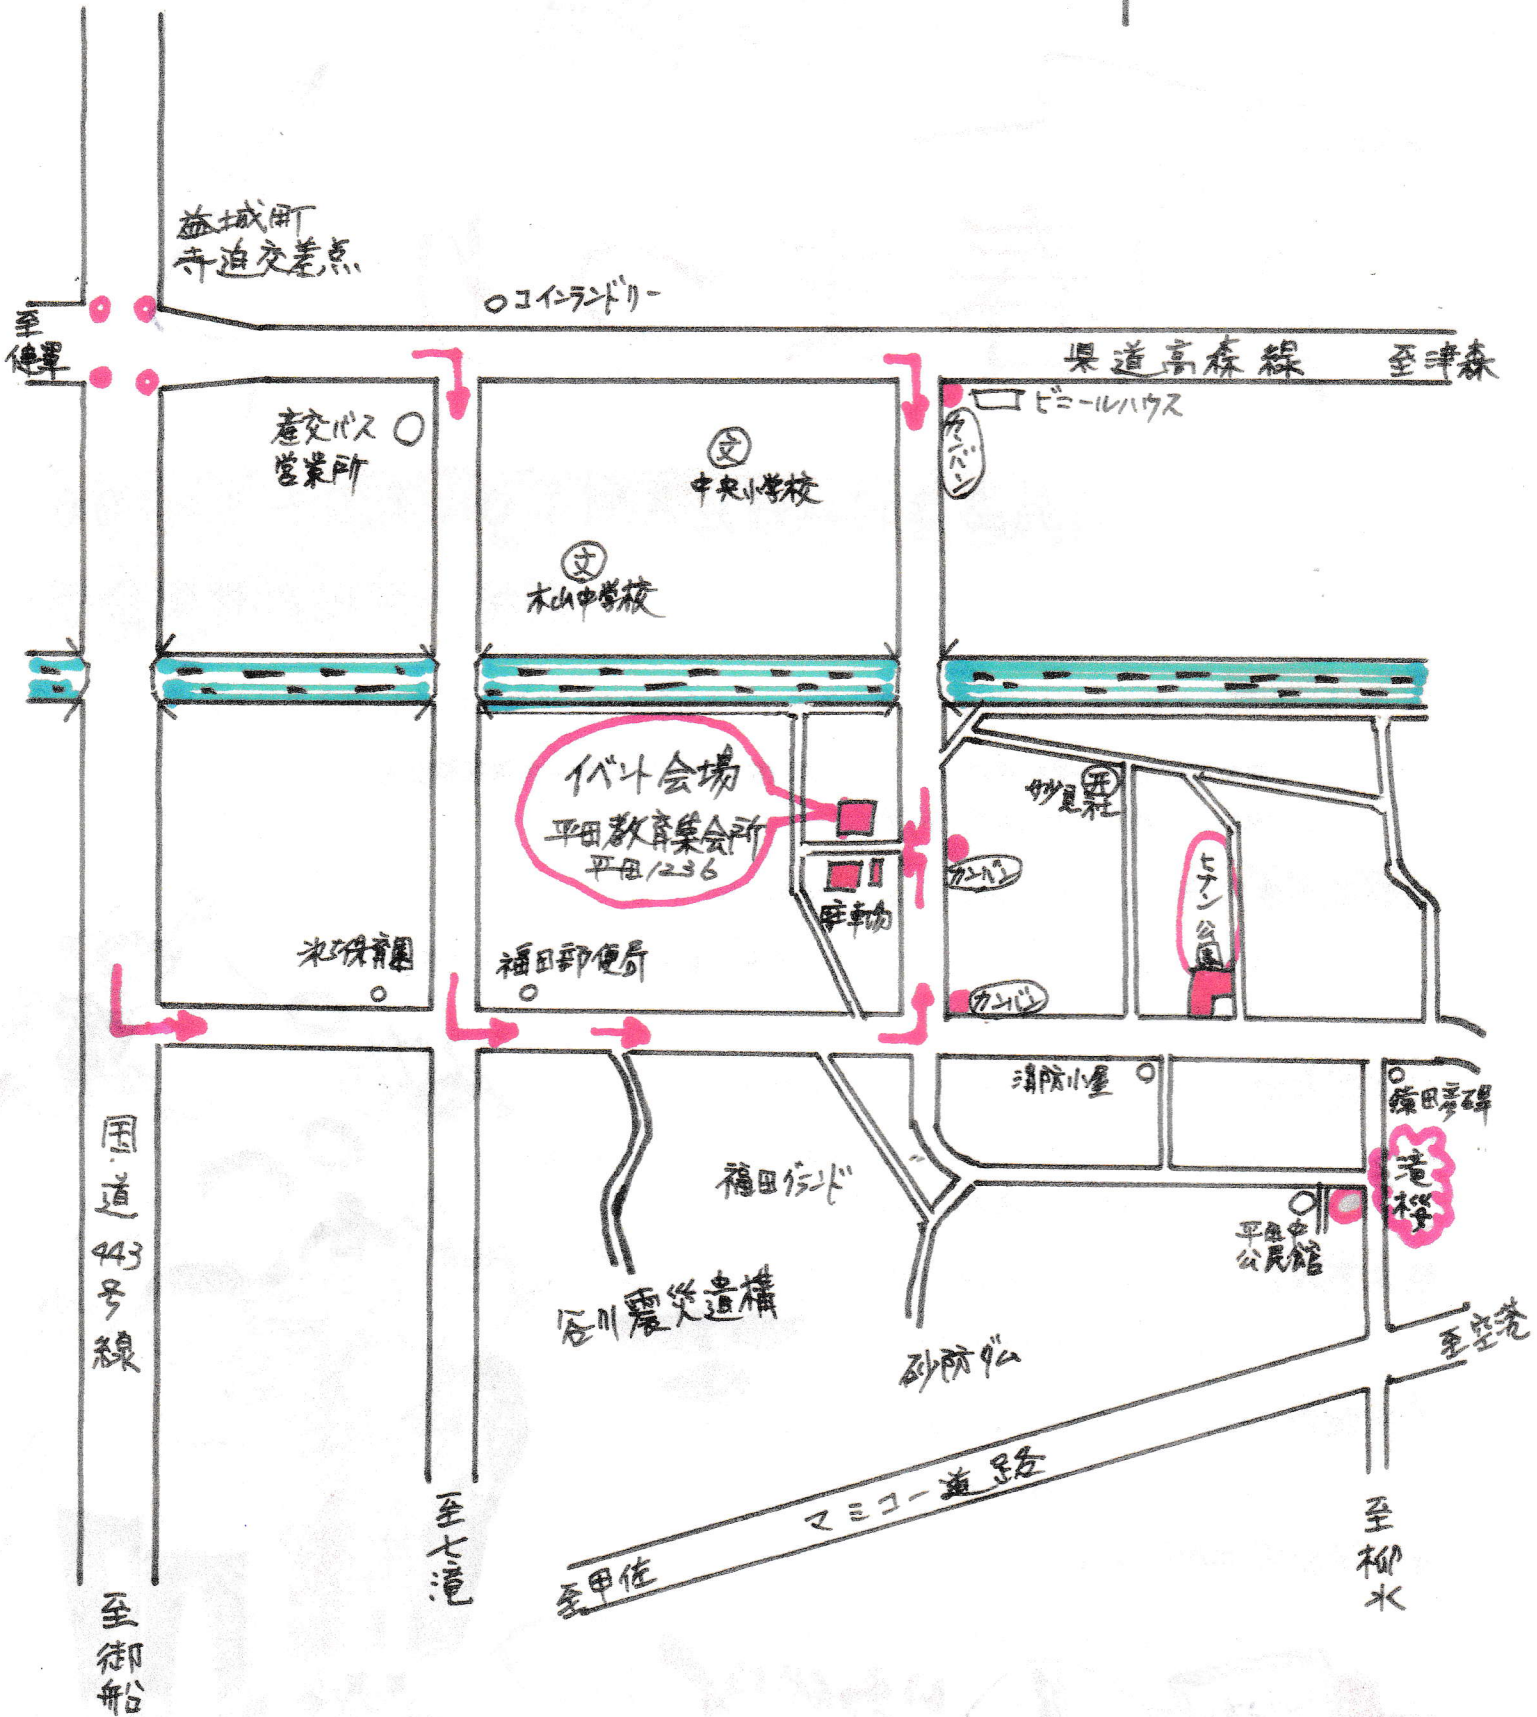 益城町
寺迫交差点
コインランドリー
至
健軍
県道高森線
至津森
ビニールハウス
カンバン
産交バス
営業所
文
中央小学校
文
木山中学校
イベント会場
平田教育集会所
平田1236
妙見社
カンバン
ヒナン公園
駐車場
福田郵便局
カンバン
消防小屋
国道443号線
福田グランド
滝桜
平田中
公民館
谷川震災遺構
砂防ダム
至空港
マミコー道路
至七滝
至甲佐
至柳水
至御船